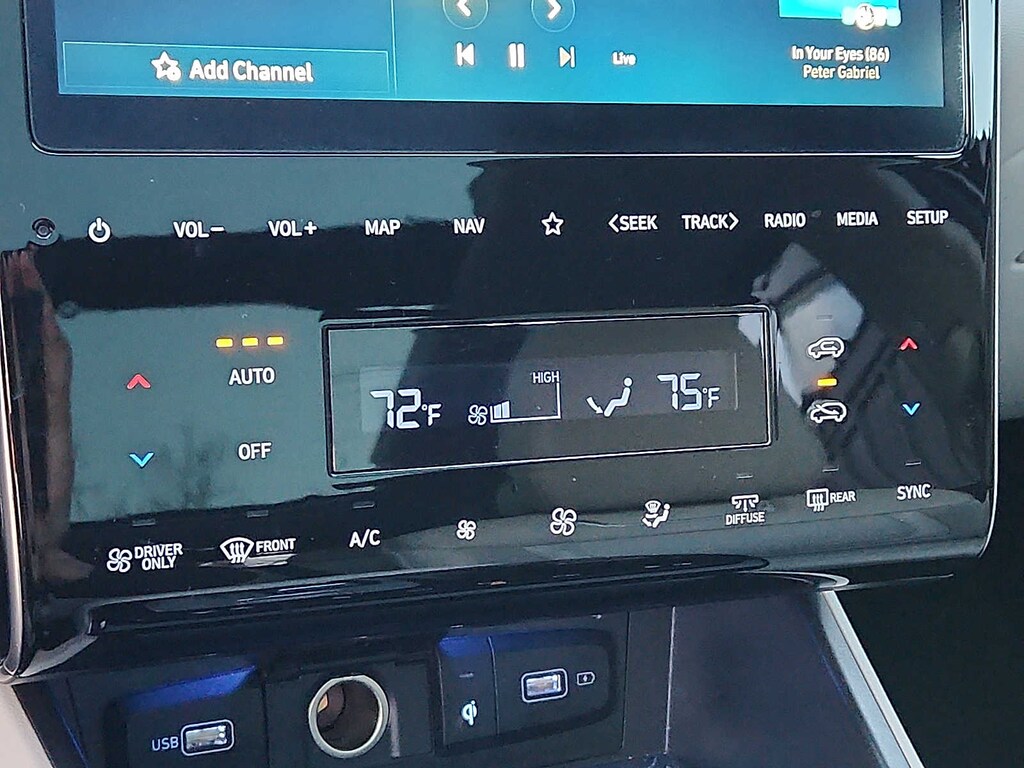 Add Channel
Live
In Your Eyes (86)
Peter Gabriel
VOL− VOL+ MAP NAV <SEEK TRACK> RADIO MEDIA SETUP
AUTO
HIGH
72°F 75°F
OFF
DRIVER ONLY
FRONT
A/C
DIFFUSE
REAR
SYNC
USB